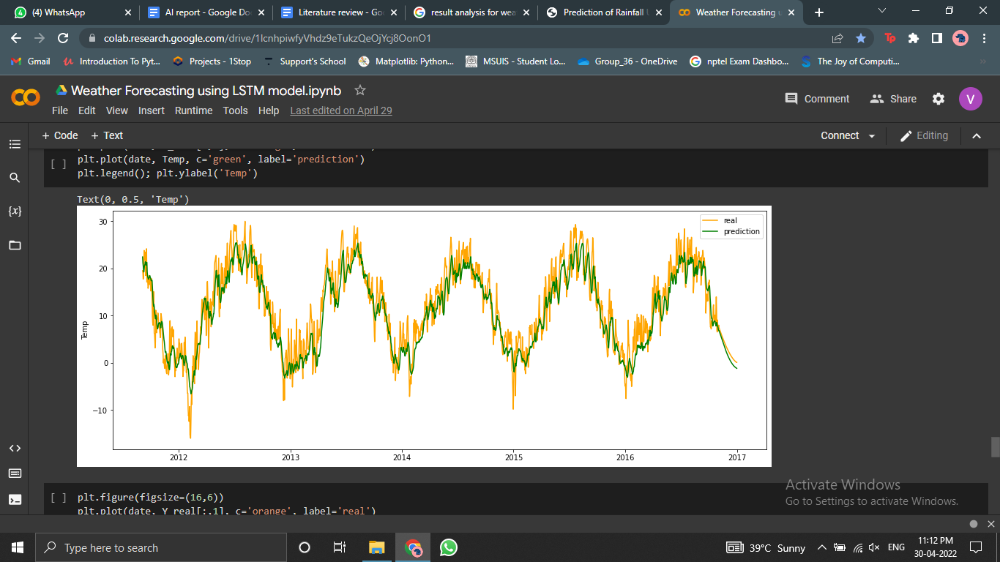 (4) WhatsApp
AI report - Google Do
Literature review - Go
result analysis for wea
Prediction of Rainfall U
Weather Forecasting u
colab.research.google.com/drive/1lcnhpiwfyVhdz9eTukzQeOjYcj8OonO1
Gmail
Introduction To Pyt...
Projects - 1Stop
Support's School
Matplotlib: Python...
MSUIS - Student Lo...
Group_36 - OneDrive
nptel Exam Dashbo...
The Joy of Computi...
Weather Forecasting using LSTM model.ipynb
Comment
Share
V
File Edit View Insert Runtime Tools Help Last edited on April 29
+ Code + Text
Connect
Editing
[ ] plt.plot(date, Temp, c='green', label='prediction')
plt.legend(); plt.ylabel('Temp')
Text(0, 0.5, 'Temp')
real
prediction
30
20
10
0
−10
Temp
2012 2013 2014 2015 2016 2017
Activate Windows
Go to Settings to activate Windows.
[ ] plt.figure(figsize=(16,6))
plt.plot(date, Y_real[:,1], c='orange', label='real')
Type here to search
39°C Sunny
ENG
11:12 PM
30-04-2022